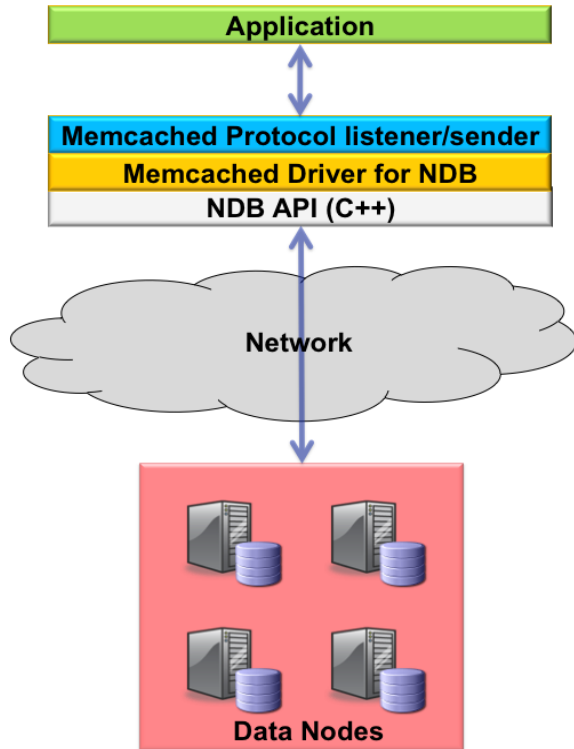 Application
Memcached Protocol listener/sender
Memcached Driver for NDB
NDB API (C++)
Network
Data Nodes